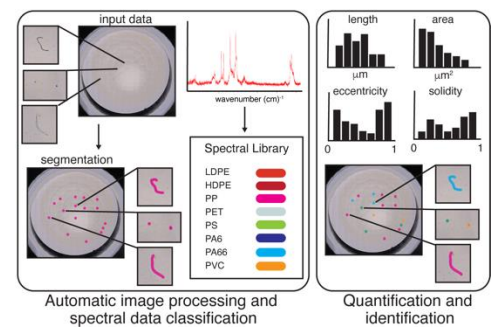 input data
wavenumber (cm)⁻¹
segmentation
Spectral Library
LDPE
HDPE
PP
PET
PS
PA6
PA66
PVC
Automatic image processing and
spectral data classification
length
area
μm
μm²
eccentricity
solidity
0 1
0 1
Quantification and
identification